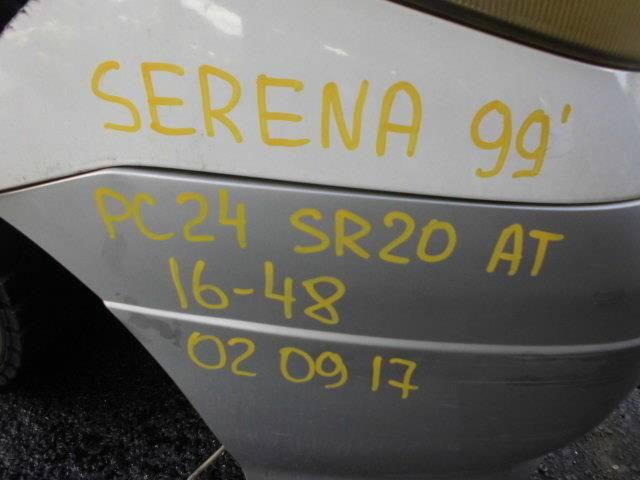 SERENA 99'
PC24 SR20 AT
16-48
02 09 17